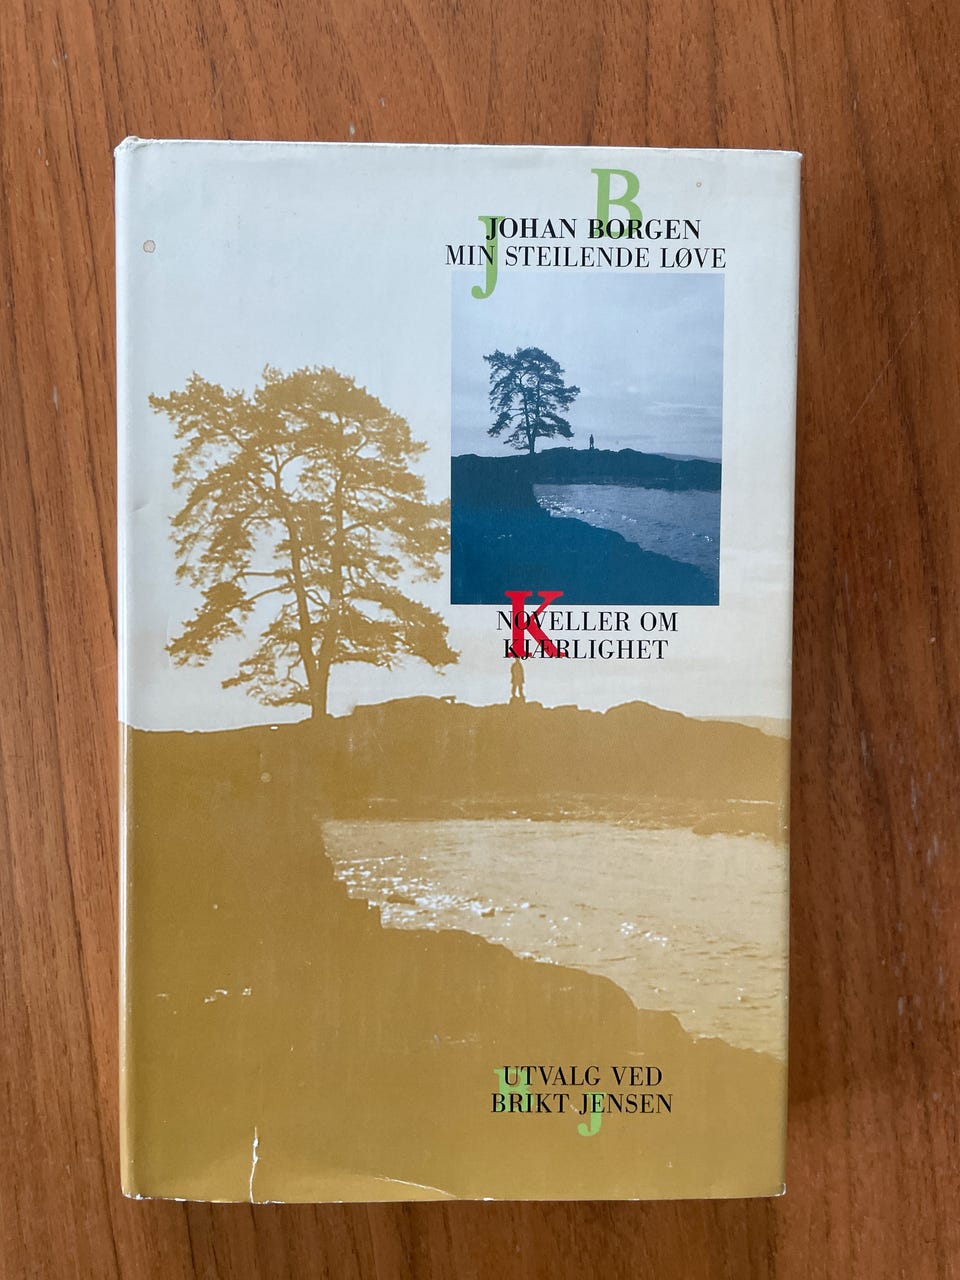 JOHAN BORGEN
MIN STEILENDE LØVE
NOVELLER OM
KJÆRLIGHET
UTVALG VED
BRIKT JENSEN